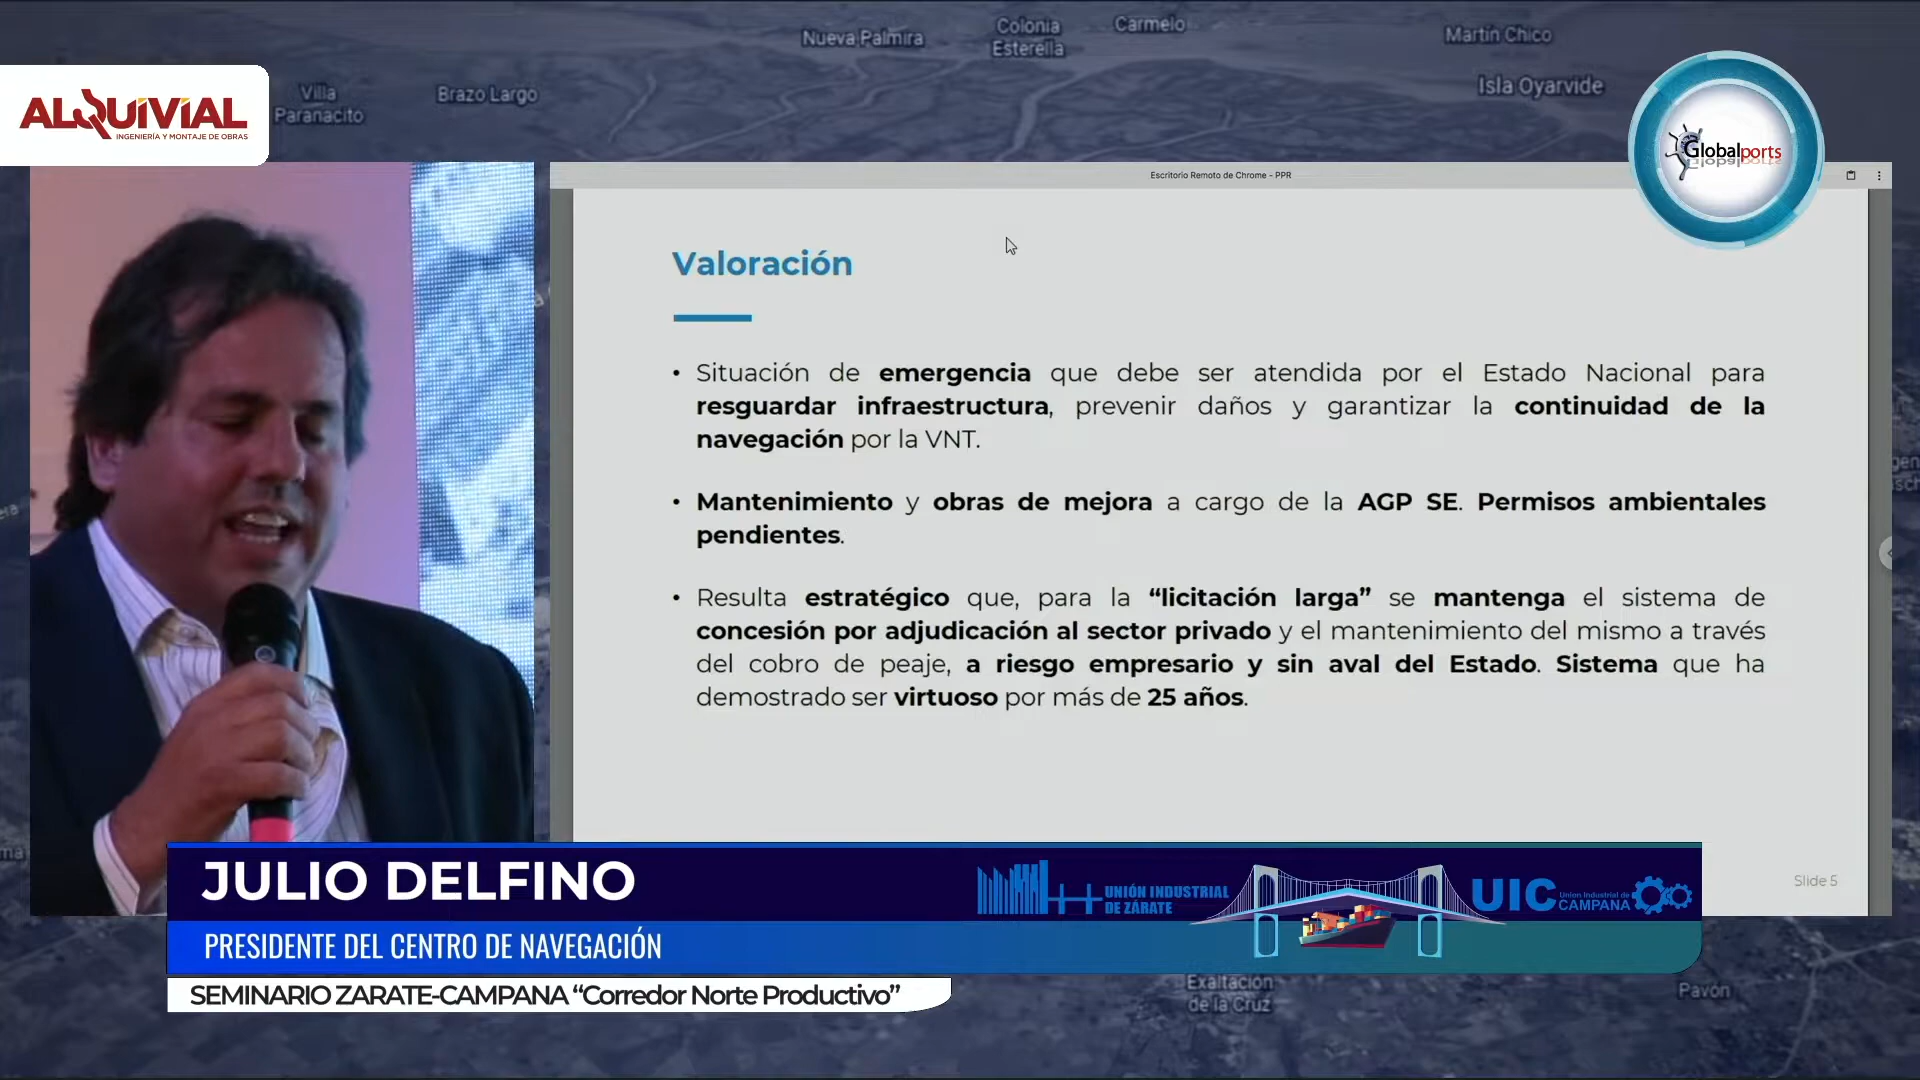 Nueva Palmira
Colonia
Esterella
Carmelo
Martín Chico
Isla Oyarvide
Villa
Paranacito
Brazo Largo
ALQUIVIAL
INGENIERÍA Y MONTAJE DE OBRAS
Globalports
Escritorio Remoto de Chrome - PPR
Valoración
• Situación de emergencia que debe ser atendida por el Estado Nacional para
resguardar infraestructura, prevenir daños y garantizar la continuidad de la
navegación por la VNT.
• Mantenimiento y obras de mejora a cargo de la AGP SE. Permisos ambientales
pendientes.
• Resulta estratégico que, para la “licitación larga” se mantenga el sistema de
concesión por adjudicación al sector privado y el mantenimiento del mismo a través
del cobro de peaje, a riesgo empresario y sin aval del Estado. Sistema que ha
demostrado ser virtuoso por más de 25 años.
Slide 5
JULIO DELFINO
PRESIDENTE DEL CENTRO DE NAVEGACIÓN
UNIÓN INDUSTRIAL
DE ZÁRATE
UIC
Union Industrial de
CAMPANA
SEMINARIO ZARATE-CAMPANA “Corredor Norte Productivo”
Exaltación
de la Cruz
Pavón